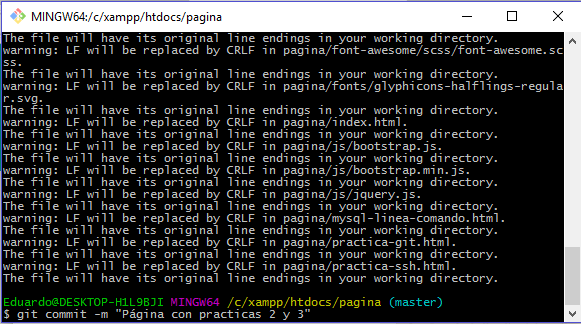 MINGW64:/c/xampp/htdocs/pagina
The file will have its original line endings in your working directory.
warning: LF will be replaced by CRLF in pagina/font-awesome/scss/font-awesome.sc
ss.
The file will have its original line endings in your working directory.
warning: LF will be replaced by CRLF in pagina/fonts/glyphicons-halflings-regula
r.svg.
The file will have its original line endings in your working directory.
warning: LF will be replaced by CRLF in pagina/index.html.
The file will have its original line endings in your working directory.
warning: LF will be replaced by CRLF in pagina/js/bootstrap.js.
The file will have its original line endings in your working directory.
warning: LF will be replaced by CRLF in pagina/js/bootstrap.min.js.
The file will have its original line endings in your working directory.
warning: LF will be replaced by CRLF in pagina/js/jquery.js.
The file will have its original line endings in your working directory.
warning: LF will be replaced by CRLF in pagina/mysql-linea-comando.html.
The file will have its original line endings in your working directory.
warning: LF will be replaced by CRLF in pagina/practica-git.html.
The file will have its original line endings in your working directory.
warning: LF will be replaced by CRLF in pagina/practica-ssh.html.
The file will have its original line endings in your working directory.
Eduardo@DESKTOP-H1L9BJI MINGW64 /c/xampp/htdocs/pagina (master)
$ git commit -m "Página con practicas 2 y 3"